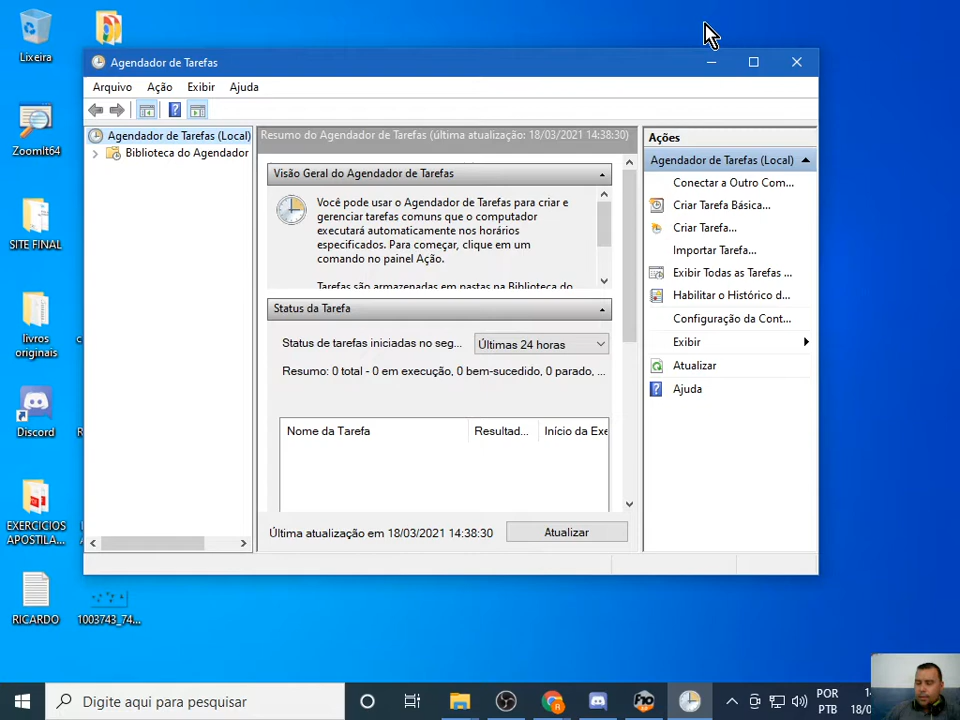 Lixeira
ZoomIt64
SITE FINAL
livros
originais
Discord
EXERCICIOS
APOSTILA...
RICARDO
1003743_74...
Agendador de Tarefas
Arquivo Ação Exibir Ajuda
Agendador de Tarefas (Local)
Biblioteca do Agendador
Resumo do Agendador de Tarefas (última atualização: 18/03/2021 14:38:30)
Visão Geral do Agendador de Tarefas
Você pode usar o Agendador de Tarefas para criar e
gerenciar tarefas comuns que o computador
executará automaticamente nos horários
especificados. Para começar, clique em um
comando no painel Ação.
Tarefas são armazenadas em pastas na Biblioteca do
Status da Tarefa
Status de tarefas iniciadas no seg... Últimas 24 horas
Resumo: 0 total - 0 em execução, 0 bem-sucedido, 0 parado, ...
Nome da Tarefa Resultad... Início da Exe
Última atualização em 18/03/2021 14:38:30 Atualizar
Ações
Agendador de Tarefas (Local)
Conectar a Outro Com...
Criar Tarefa Básica...
Criar Tarefa...
Importar Tarefa...
Exibir Todas as Tarefas ...
Habilitar o Histórico d...
Configuração da Cont...
Exibir
Atualizar
Ajuda
Digite aqui para pesquisar
POR
PTB